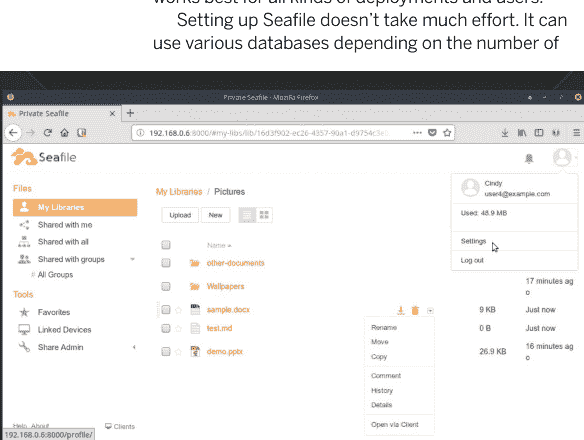 works best for all kinds of deployments and users.
Setting up Seafile doesn't take much effort. It can
use various databases depending on the number of
Private Seafile - Mozilla Firefox
Private Seafile
192.168.0.6:8000/#my-libs/lib/16d3f902-ec26-4357-90a1-d9754c3e
Seafile
Cindy
user4@example.com
Used: 48.9 MB
Settings
Log out
Files
My Libraries
Shared with me
Shared with all
Shared with groups
# All Groups
Tools
Favorites
Linked Devices
Share Admin
My Libraries / Pictures
Upload New
Name
other-documents
Wallpapers 17 minutes ag
o
sample.docx 9 KB Just now
test.md 0 B Just now
demo.pptx 26.9 KB 16 minutes ag
o
Rename
Move
Copy
Comment
History
Details
Open via Client
Help About Clients
192.168.0.6:8000/profile/